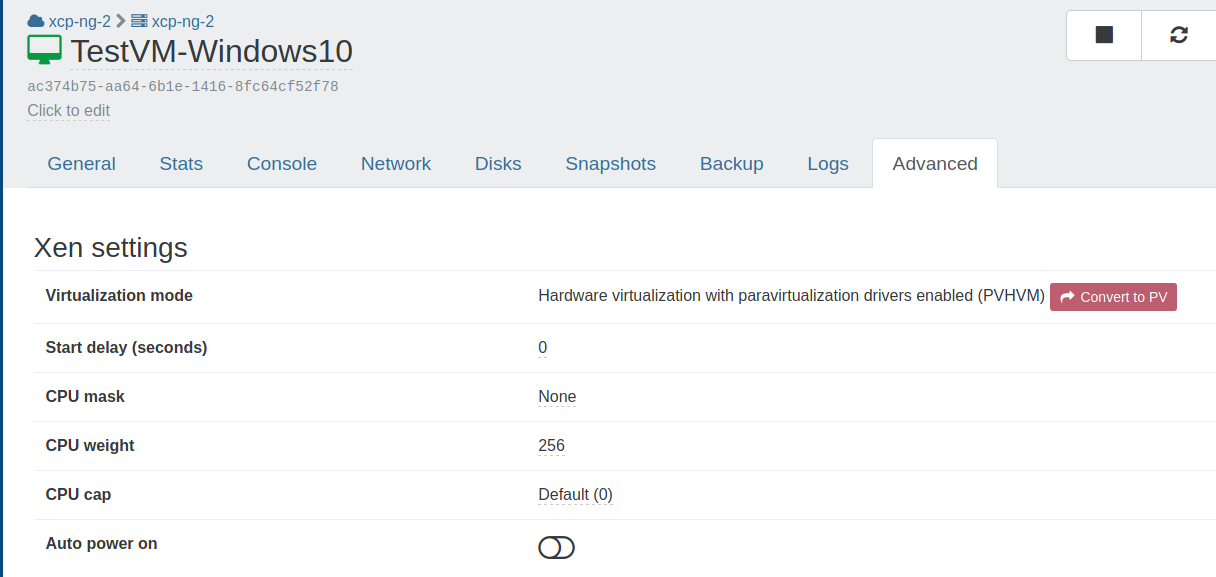 xcp-ng-2 xcp-ng-2
TestVM-Windows10
ac374b75-aa64-6b1e-1416-8fc64cf52f78
Click to edit
General Stats Console Network Disks Snapshots Backup Logs Advanced
Xen settings
Virtualization mode Hardware virtualization with paravirtualization drivers enabled (PVHVM) Convert to PV
Start delay (seconds) 0
CPU mask None
CPU weight 256
CPU cap Default (0)
Auto power on